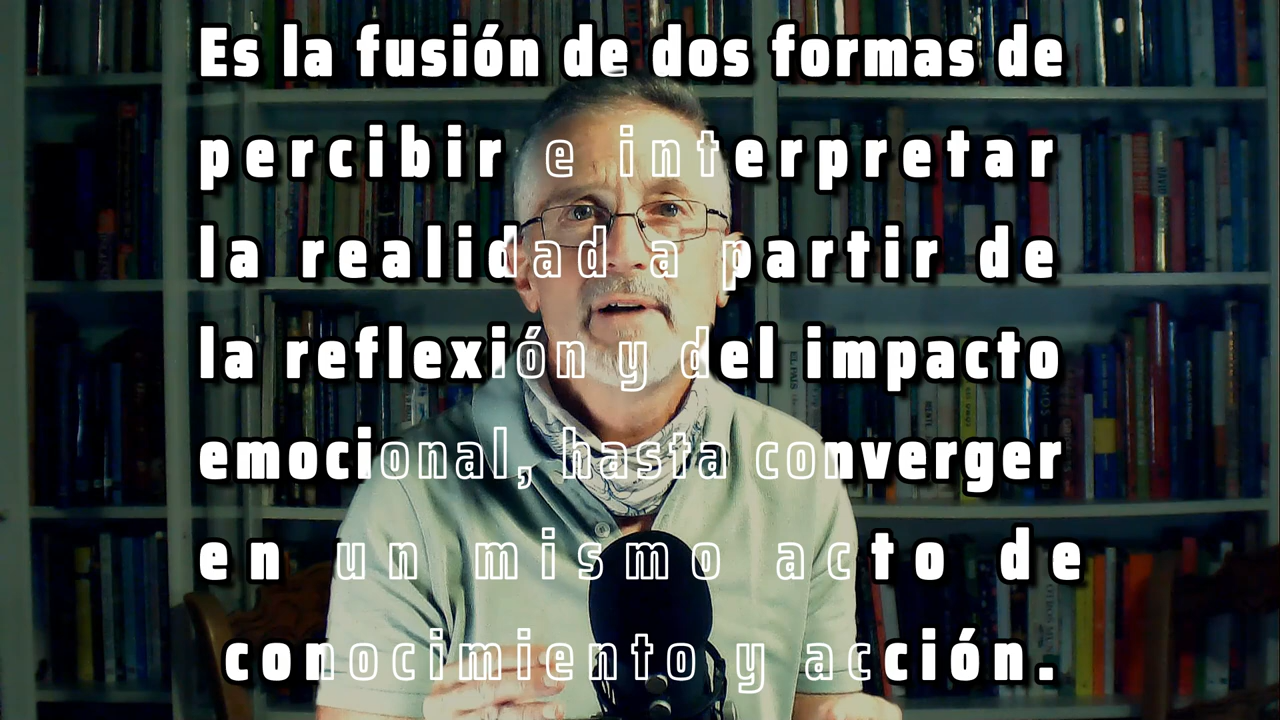 Es la fusión de dos formas de
percibir e interpretar
la realidad a partir de
la reflexión y del impacto
emocional, hasta converger
en un mismo acto de
conocimiento y acción.